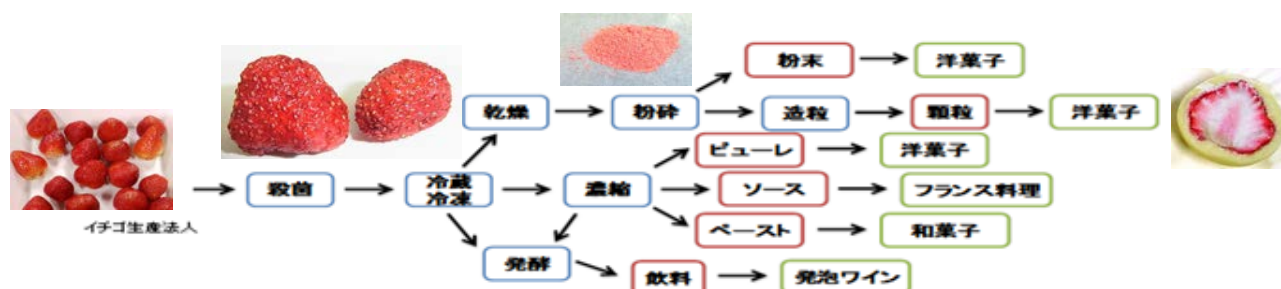 粉末
洋菓子
乾燥
粉砕
造粒
顆粒
洋菓子
ピューレ
洋菓子
殺菌
冷蔵
冷凍
濃縮
ソース
フランス料理
イチゴ生産法人
ペースト
和菓子
発酵
飲料
発泡ワイン